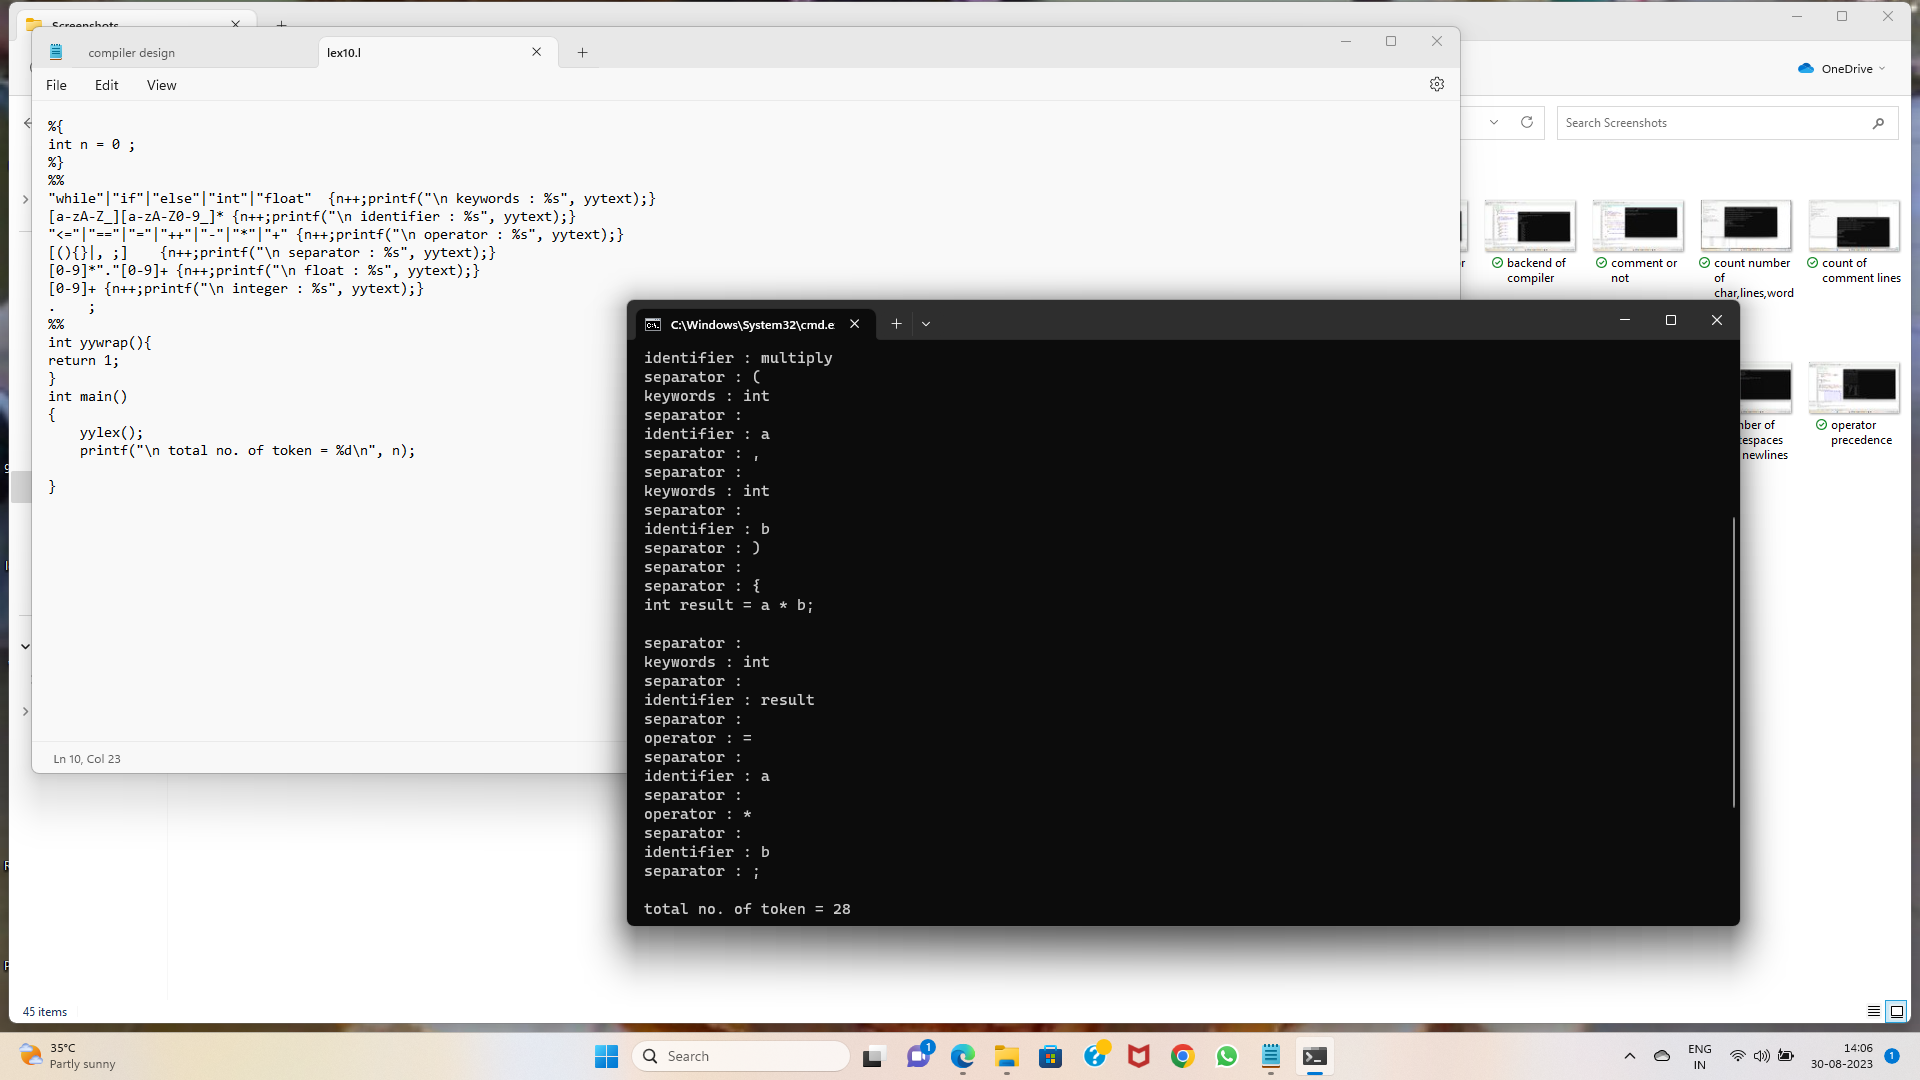 Screenshots
compiler design
lex10.l
File Edit View
OneDrive
Search Screenshots
%{
int n = 0 ;
%}
%%
"while"|"if"|"else"|"int"|"float"  {n++;printf("\n keywords : %s", yytext);}
[a-zA-Z_][a-zA-Z0-9_]* {n++;printf("\n identifier : %s", yytext);}
"<="|"=="|"="|"++"|"-"|"*"|"+" {n++;printf("\n operator : %s", yytext);}
[(){}|, ;]    {n++;printf("\n separator : %s", yytext);}
[0-9]*"."[0-9]+ {n++;printf("\n float : %s", yytext);}
[0-9]+ {n++;printf("\n integer : %s", yytext);}
.    ;
%%
int yywrap(){
return 1;
}
int main()
{
    yylex();
    printf("\n total no. of token = %d\n", n);
}
Ln 10, Col 23
backend of
compiler
comment or
not
count number
of
char,lines,word
count of
comment lines
operator
precedence
newlines
C:\Windows\System32\cmd.e
identifier : multiply
separator : (
keywords : int
separator :
identifier : a
separator : ,
separator :
keywords : int
separator :
identifier : b
separator : )
separator :
separator : {
int result = a * b;
separator :
keywords : int
separator :
identifier : result
separator :
operator : =
separator :
identifier : a
separator :
operator : *
separator :
identifier : b
separator : ;
total no. of token = 28
45 items
35°C
Partly sunny
Search
1
ENG
IN
14:06
30-08-2023
1